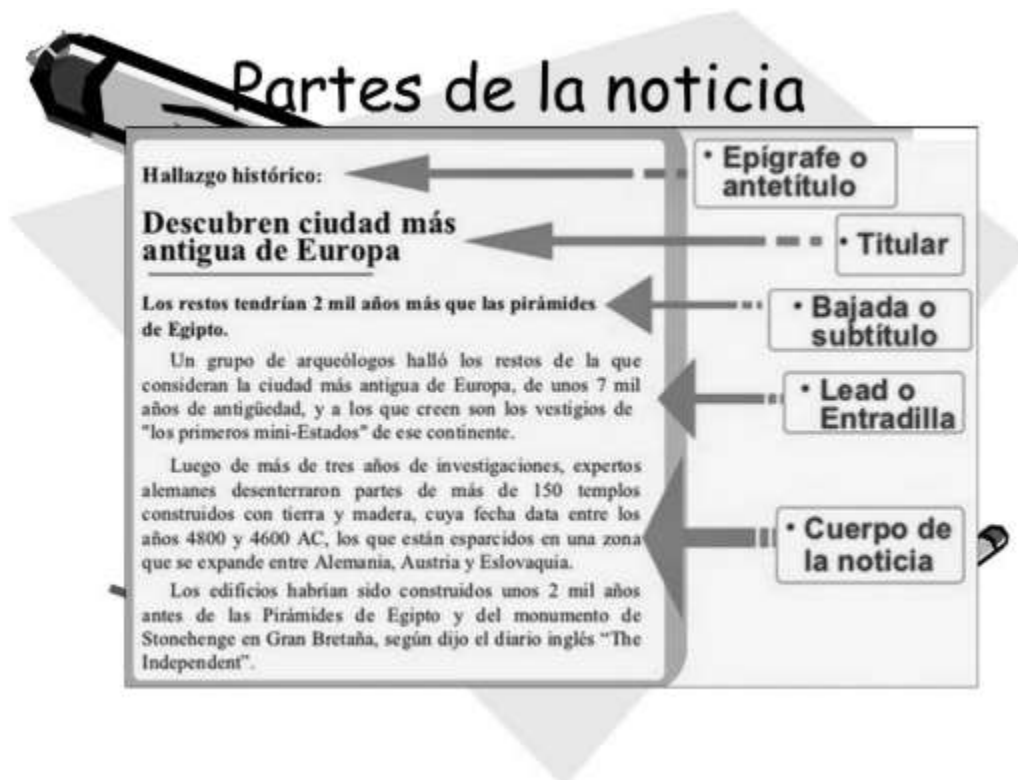 Partes de la noticia
Hallazgo histórico:
Descubren ciudad más
antigua de Europa
Los restos tendrían 2 mil años más que las pirámides
de Egipto.
Un grupo de arqueólogos halló los restos de la que
consideran la ciudad más antigua de Europa, de unos 7 mil
años de antigüedad, y a los que creen son los vestigios de
"los primeros mini-Estados" de ese continente.
Luego de más de tres años de investigaciones, expertos
alemanes desenterraron partes de más de 150 templos
construidos con tierra y madera, cuya fecha data entre los
años 4800 y 4600 AC, los que están esparcidos en una zona
que se expande entre Alemania, Austria y Eslovaquia.
Los edificios habrían sido construidos unos 2 mil años
antes de las Pirámides de Egipto y del monumento de
Stonehenge en Gran Bretaña, según dijo el diario inglés “The
Independent”.
• Epígrafe o
antetítulo
• Titular
• Bajada o
subtítulo
• Lead o
Entradilla
• Cuerpo de
la noticia